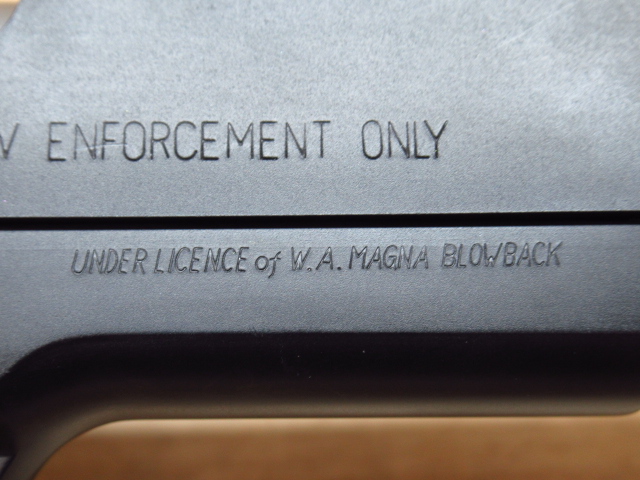 ENFORCEMENT ONLY
UNDER LICENCE of W.A. MAGNA BLOWBACK